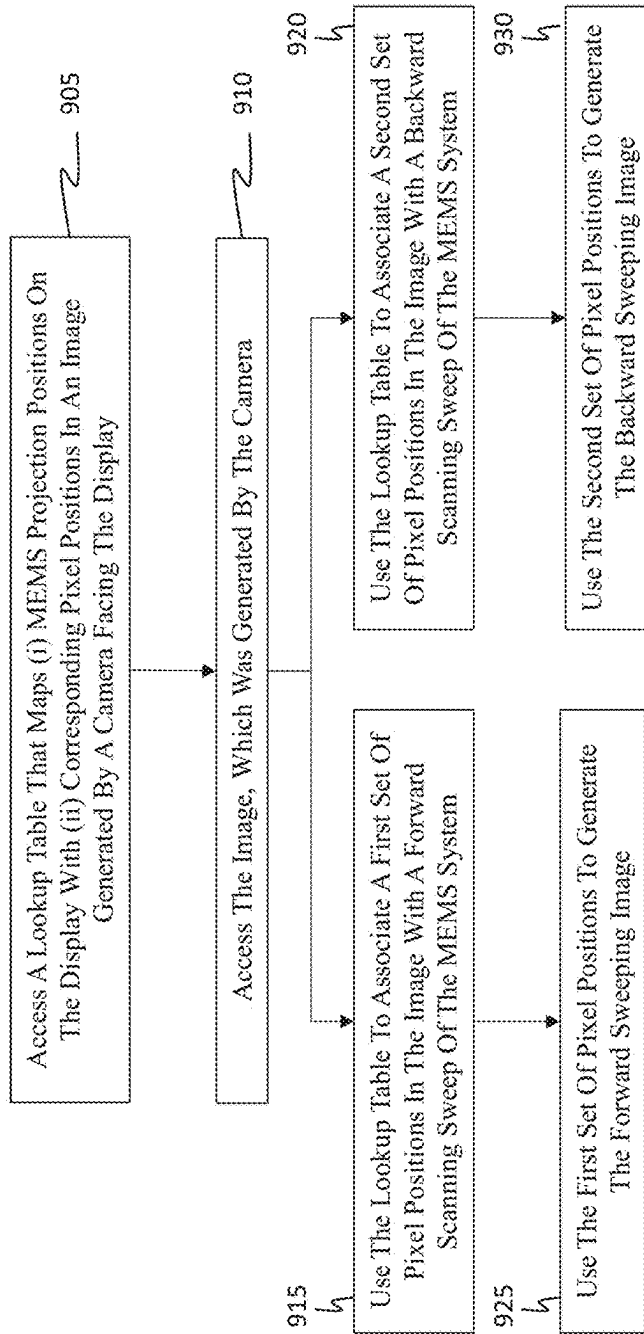 Access A Lookup Table That Maps (i) MEMS Projection Positions On
The Display With (ii) Corresponding Pixel Positions In An Image
Generated By A Camera Facing The Display
905
Access The Image, Which Was Generated By The Camera
910
915
Use The Lookup Table To Associate A First Set Of
Pixel Positions In The Image With A Forward
Scanning Sweep Of The MEMS System
920
Use The Lookup Table To Associate A Second Set
Of Pixel Positions In The Image With A Backward
Scanning Sweep Of The MEMS System
925
Use The First Set Of Pixel Positions To Generate
The Forward Sweeping Image
930
Use The Second Set Of Pixel Positions To Generate
The Backward Sweeping Image